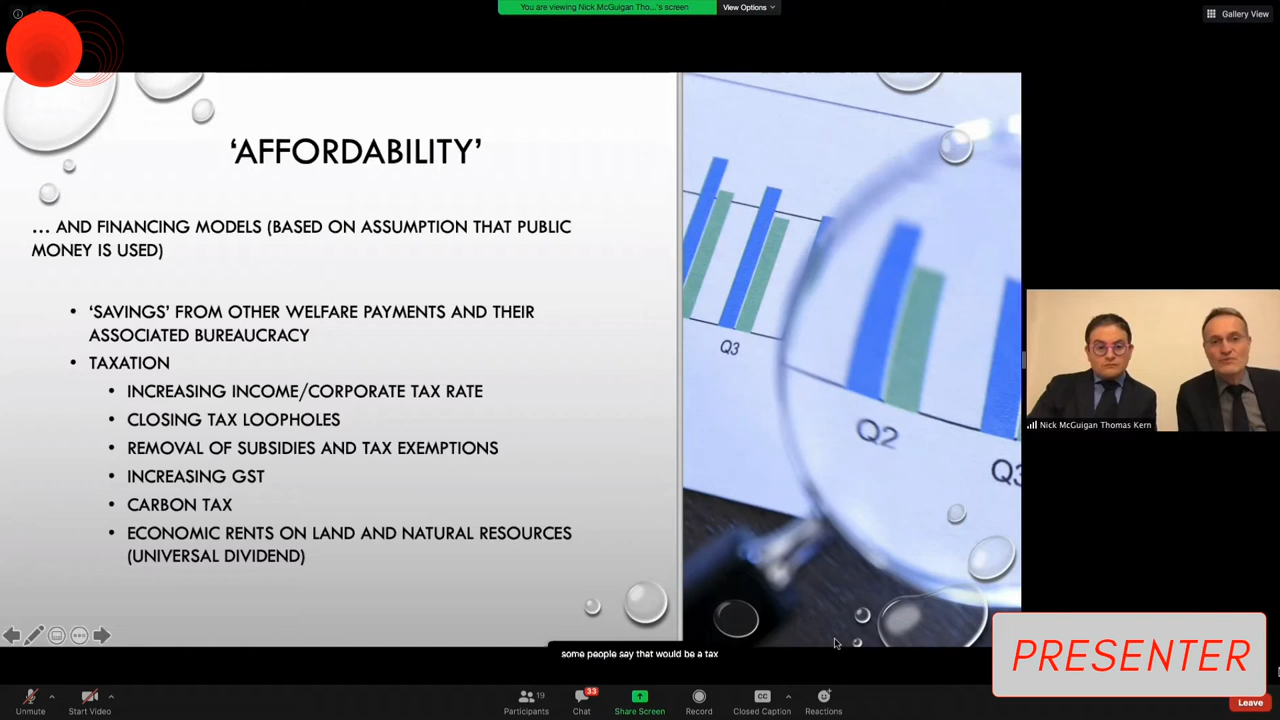 You are viewing Nick McGuigan Tho...'s screen
View Options
Gallery View
‘AFFORDABILITY’
... AND FINANCING MODELS (BASED ON ASSUMPTION THAT PUBLIC
MONEY IS USED)
• ‘SAVINGS’ FROM OTHER WELFARE PAYMENTS AND THEIR
ASSOCIATED BUREAUCRACY
• TAXATION
• INCREASING INCOME/CORPORATE TAX RATE
• CLOSING TAX LOOPHOLES
• REMOVAL OF SUBSIDIES AND TAX EXEMPTIONS
• INCREASING GST
• CARBON TAX
• ECONOMIC RENTS ON LAND AND NATURAL RESOURCES
(UNIVERSAL DIVIDEND)
Q3
Q2
Q3
Nick McGuigan Thomas Kern
some people say that would be a tax
PRESENTER
Unmute
Start Video
Participants
19
Chat
33
Share Screen
Record
Closed Caption
Reactions
Leave